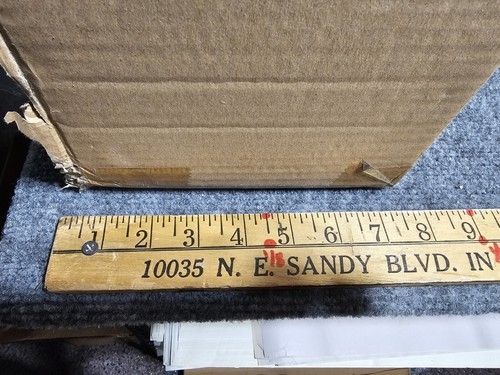 1 2 3 4 5 6 7 8 9
10035 N. E. SANDY BLVD. IN